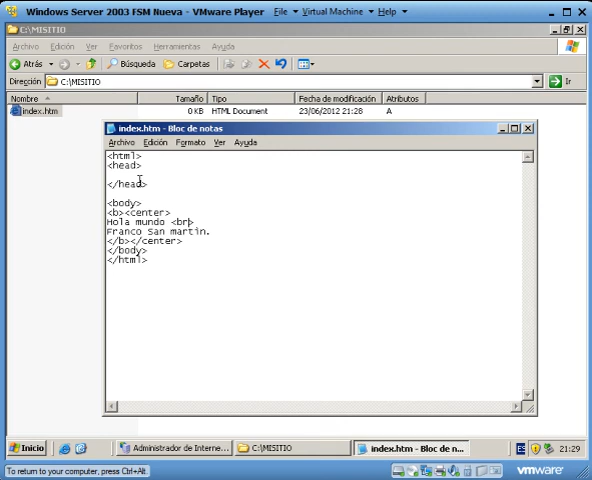 Windows Server 2003 FSM Nueva - VMware Player File Virtual Machine Help
C:\MISITIO
Archivo Edición Ver Favoritos Herramientas Ayuda
Atrás Búsqueda Carpetas
Dirección C:\MISITIO Ir
Nombre Tamaño Tipo Fecha de modificación Atributos
index.htm 0 KB HTML Document 23/06/2012 21:28 A
index.htm - Bloc de notas
Archivo Edición Formato Ver Ayuda
<html>
<head>
</head>
<body>
<b><center>
Hola mundo <br>
Franco San martin.
</b></center>
</body>
</html>
Inicio Administrador de Interne... C:\MISITIO index.htm - Bloc de n... ES 21:29
To return to your computer, press Ctrl+Alt. vmware